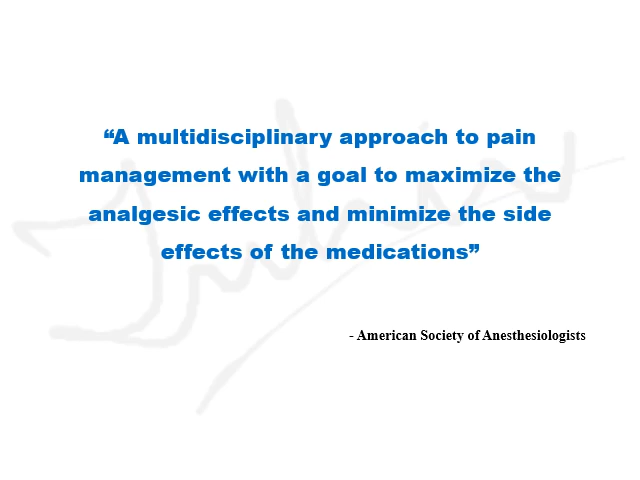 “A multidisciplinary approach to pain
management with a goal to maximize the
analgesic effects and minimize the side
effects of the medications”
- American Society of Anesthesiologists